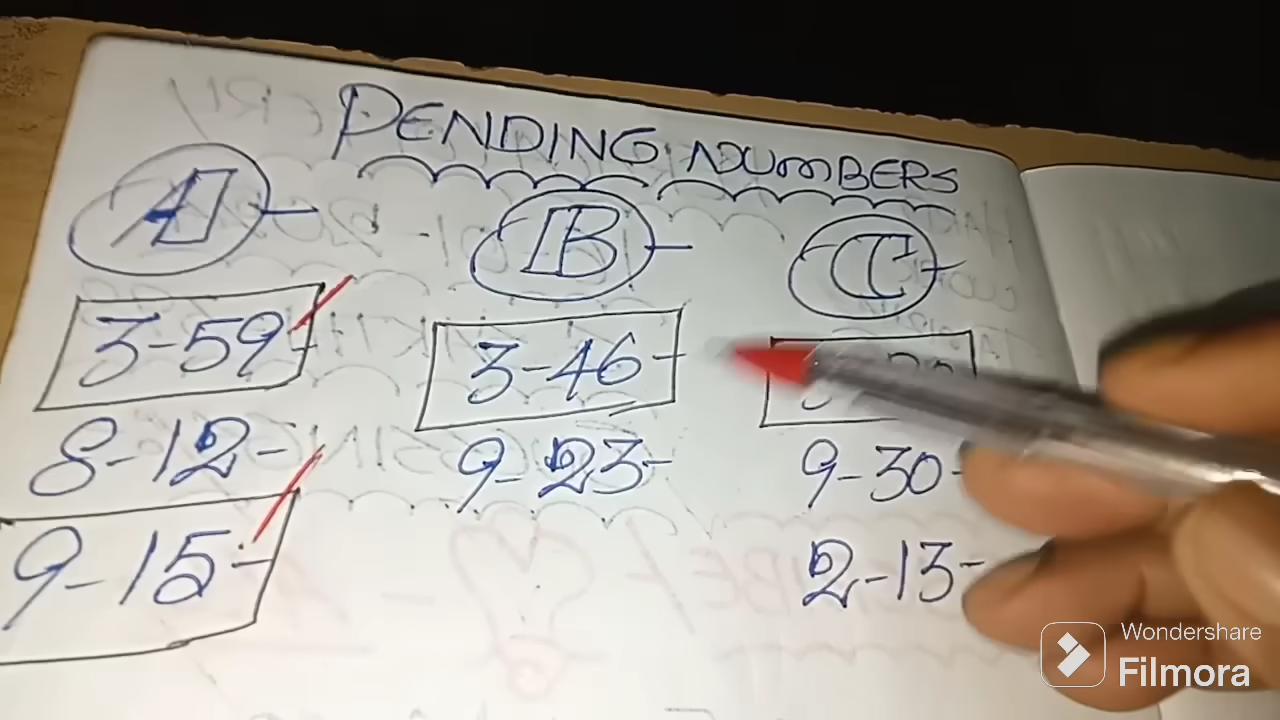 PENDING NUMBERS
A - B - C -
3-59- 3-46-
8-12- 9-23- 9-30-
9-15- 2-13-
Wondershare
Filmora